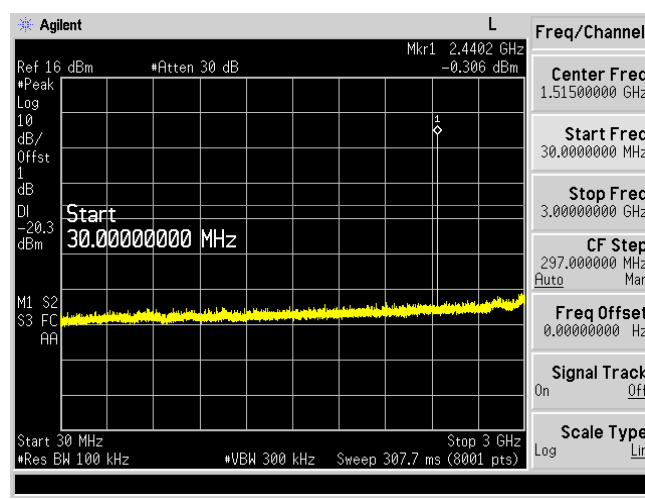 Agilent
L
Mkr1 2.4402 GHz
Ref 16 dBm
#Atten 30 dB
-0.306 dBm
#Peak
Log
10
dB/
Offst
1
dB
DI
-20.3
dBm
1
Start
30.00000000 MHz
M1 S2
S3 FC
AA
Start 30 MHz
Stop 3 GHz
#Res BW 100 kHz
#VBW 300 kHz
Sweep 307.7 ms (8001 pts)
Freq/Channel
Center Freq
1.51500000 GHz
Start Freq
30.0000000 MHz
Stop Freq
3.00000000 GHz
CF Step
297.000000 MHz
Auto Man
Freq Offset
0.00000000 Hz
Signal Track
On Off
Scale Type
Log Lin